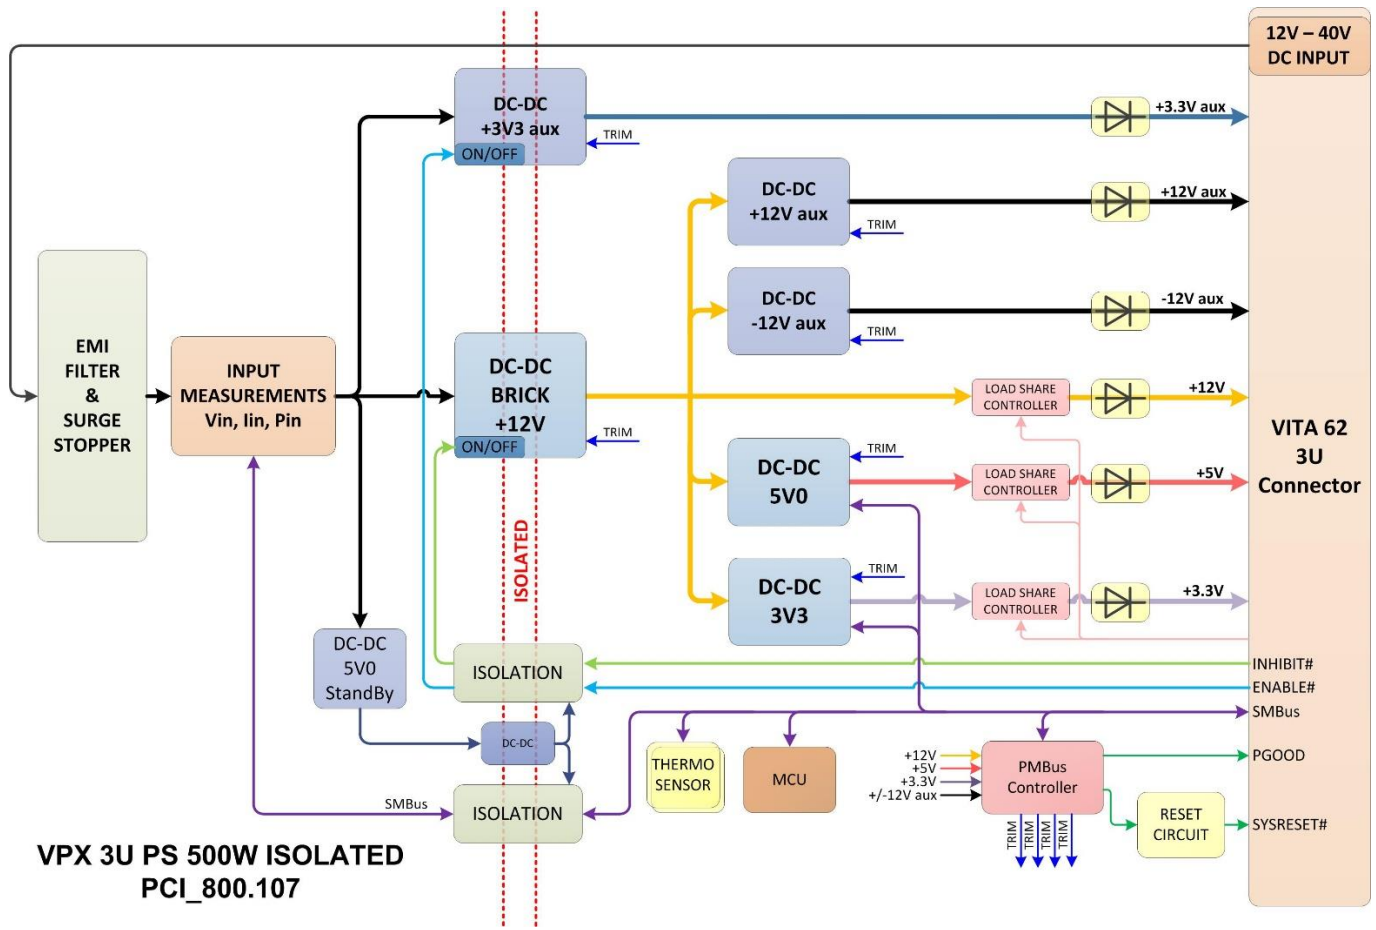 12V – 40V
DC INPUT
DC-DC
+3V3 aux
ON/OFF
TRIM
+3.3V aux
DC-DC
+12V aux
TRIM
+12V aux
DC-DC
-12V aux
TRIM
-12V aux
EMI
FILTER
&
SURGE
STOPPER
INPUT
MEASUREMENTS
Vin, Iin, Pin
DC-DC
BRICK
+12V
ON/OFF
TRIM
LOAD SHARE
CONTROLLER
+12V
DC-DC
5V0
TRIM
LOAD SHARE
CONTROLLER
+5V
VITA 62
3U
Connector
ISOLATED
DC-DC
3V3
TRIM
LOAD SHARE
CONTROLLER
+3.3V
DC-DC
5V0
StandBy
ISOLATION
INHIBIT#
ENABLE#
SMBus
DC-DC
SMBus
ISOLATION
THERMO
SENSOR
MCU
+12V
+5V
+3.3V
+/-12V aux
PMBus
Controller
PGOOD
TRIM
TRIM
TRIM
TRIM
RESET
CIRCUIT
SYSRESET#
VPX 3U PS 500W ISOLATED
PCI_800.107